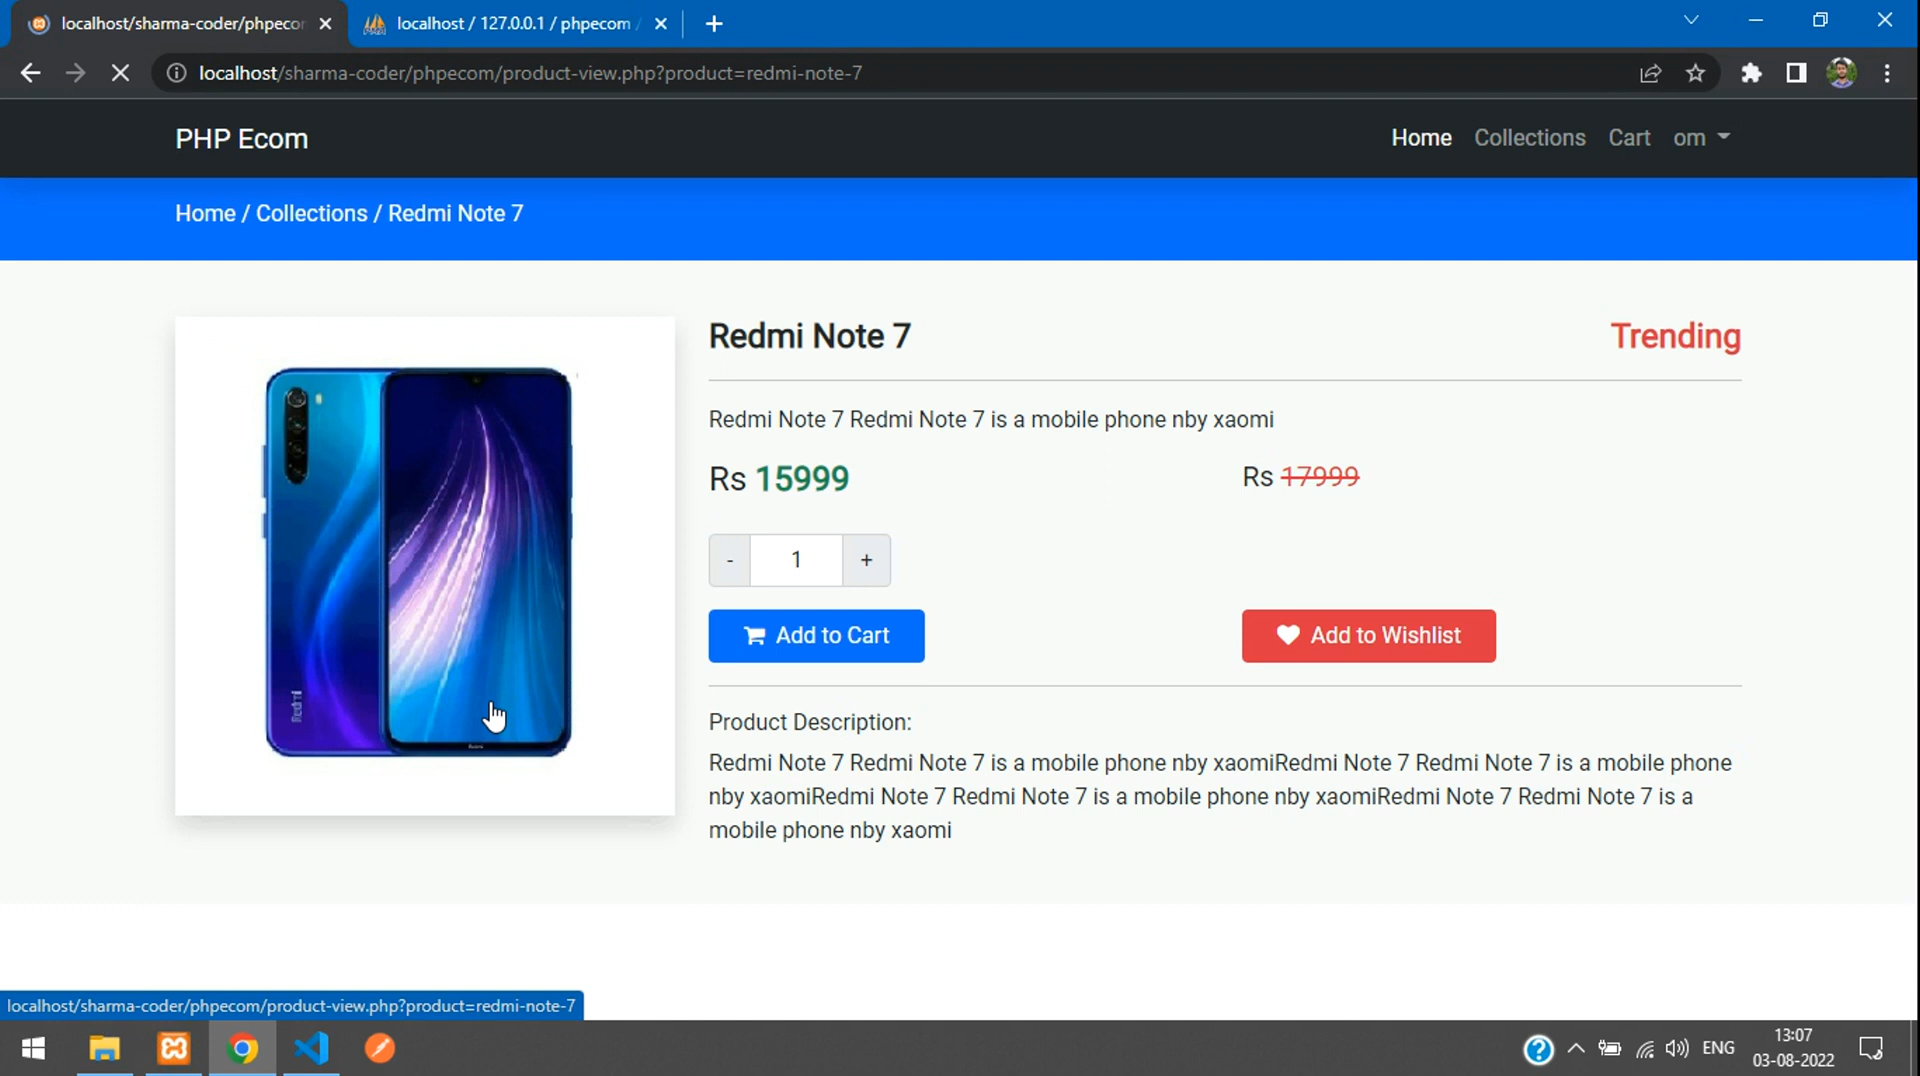 localhost/sharma-coder/phpecom
localhost / 127.0.0.1 / phpecom /
localhost/sharma-coder/phpecom/product-view.php?product=redmi-note-7
PHP Ecom
Home Collections Cart om
Home / Collections / Redmi Note 7
Redmi Note 7
Trending
Redmi Note 7 Redmi Note 7 is a mobile phone nby xaomi
Rs 15999
Rs 17999
- 1 +
Add to Cart
Add to Wishlist
Redmi
Product Description:
Redmi Note 7 Redmi Note 7 is a mobile phone nby xaomiRedmi Note 7 Redmi Note 7 is a mobile phone
nby xaomiRedmi Note 7 Redmi Note 7 is a mobile phone nby xaomiRedmi Note 7 Redmi Note 7 is a
mobile phone nby xaomi
localhost/sharma-coder/phpecom/product-view.php?product=redmi-note-7
ENG
13:07
03-08-2022